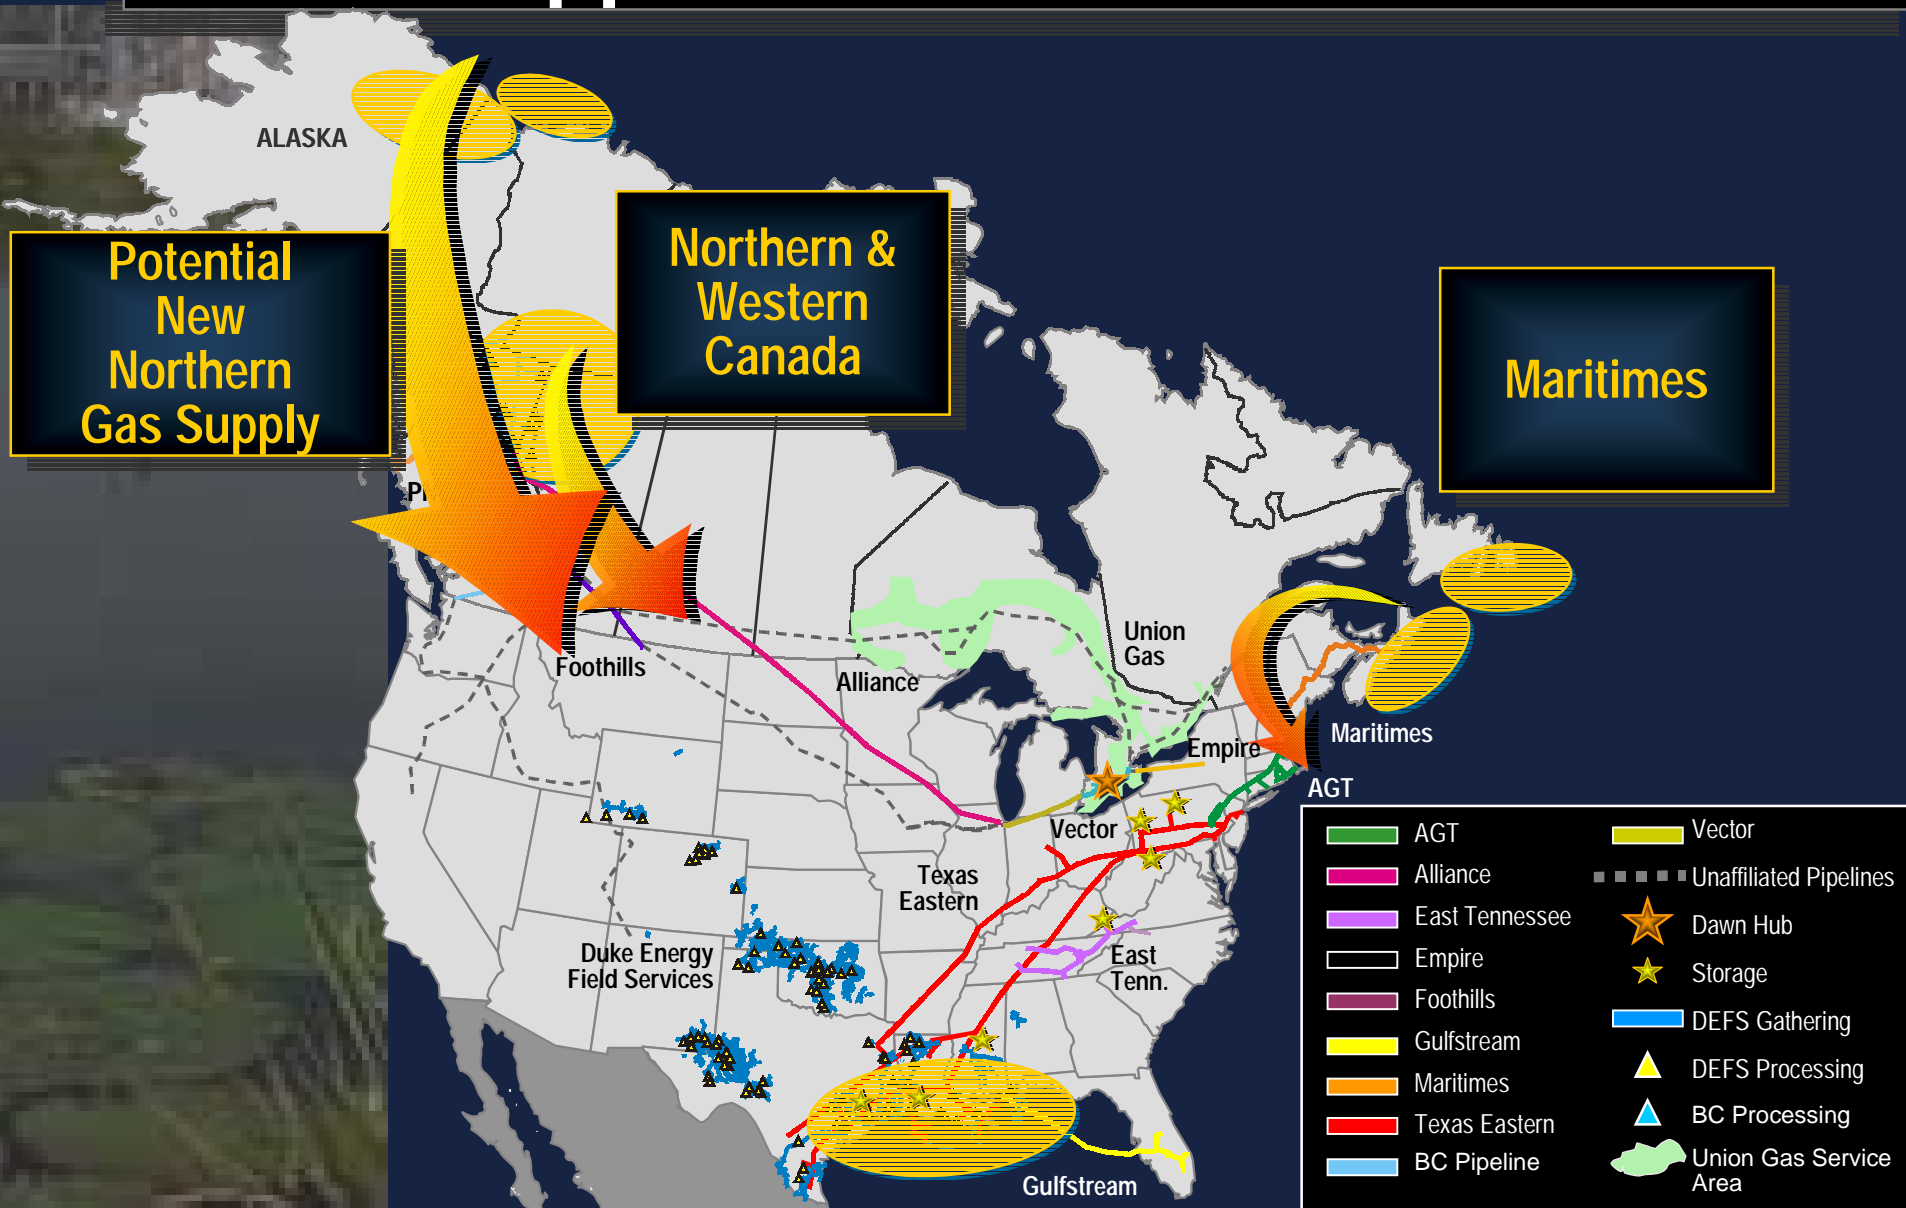 ALASKA
Potential
New
Northern
Gas Supply
Northern &
Western
Canada
Maritimes
Foothills
Alliance
Union
Gas
Empire
Maritimes
AGT
Vector
Texas
Eastern
Duke Energy
Field Services
East
Tenn.
Gulfstream
AGT
Alliance
East Tennessee
Empire
Foothills
Gulfstream
Maritimes
Texas Eastern
BC Pipeline
Vector
Unaffiliated Pipelines
Dawn Hub
Storage
DEFS Gathering
DEFS Processing
BC Processing
Union Gas Service
Area